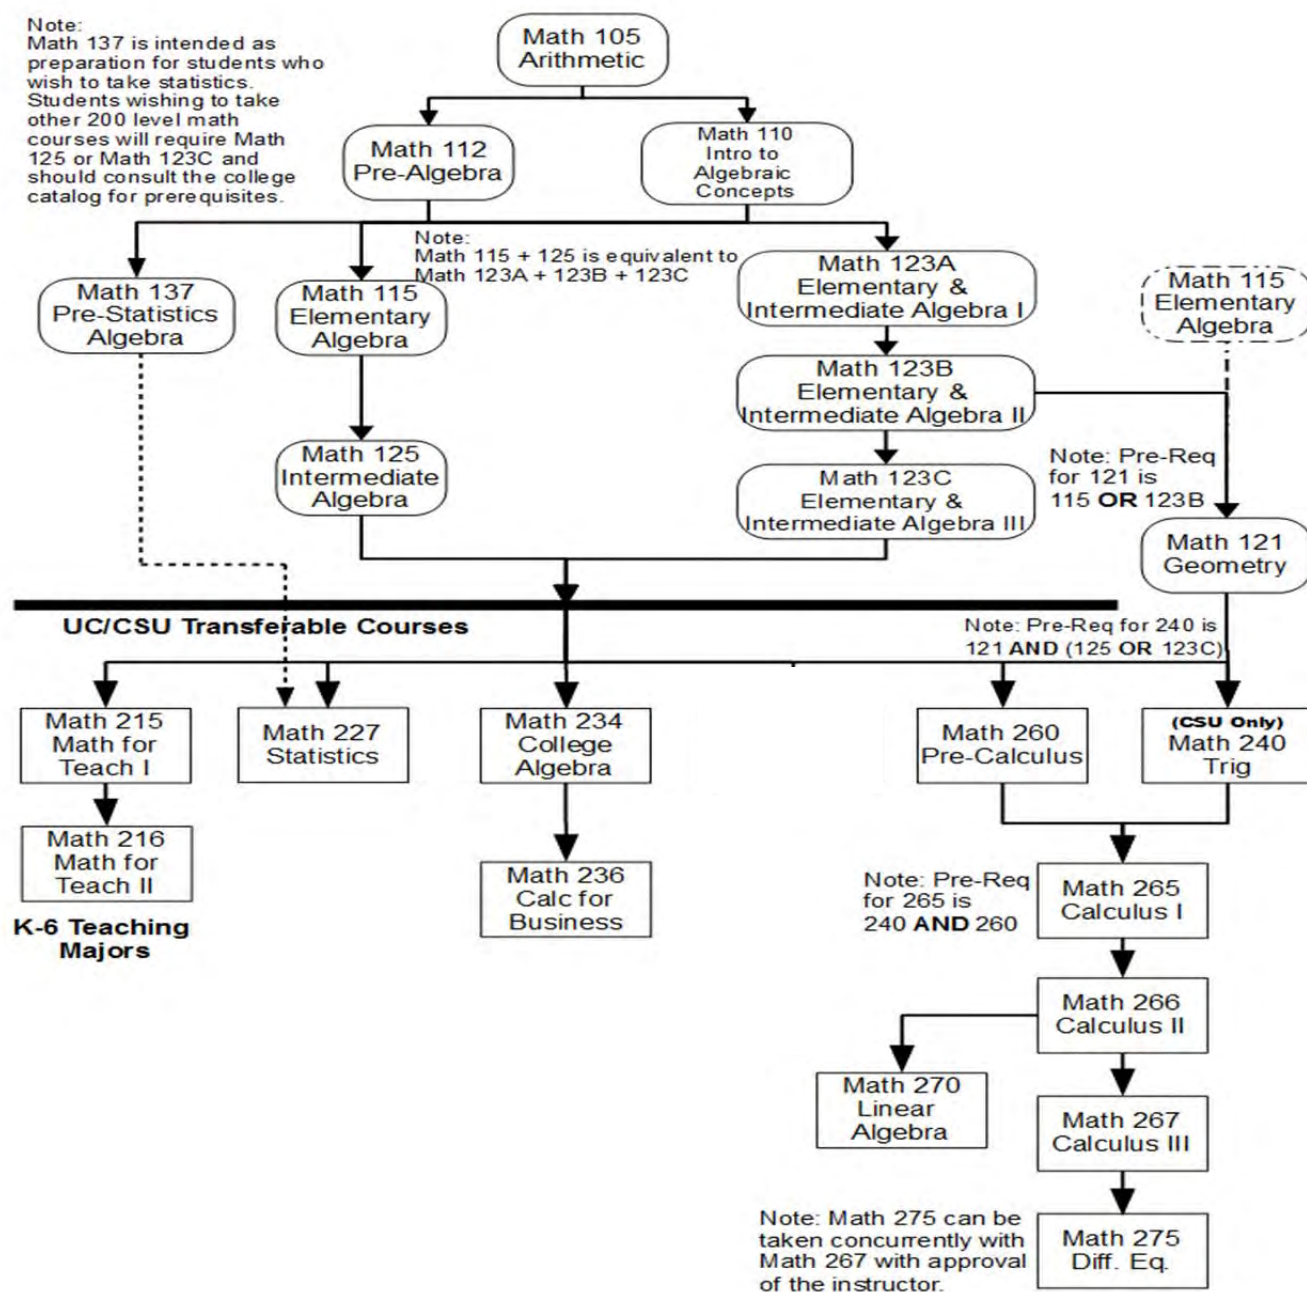 Note:
Math 137 is intended as
preparation for students who
wish to take statistics.
Students wishing to take
other 200 level math
courses will require Math
125 or Math 123C and
should consult the college
catalog for prerequisites.
Math 105
Arithmetic
Math 112
Pre-Algebra
Math 110
Intro to
Algebraic
Concepts
Note:
Math 115 + 125 is equivalent to
Math 123A + 123B + 123C
Math 137
Pre-Statistics
Algebra
Math 115
Elementary
Algebra
Math 123A
Elementary &
Intermediate Algebra I
Math 115
Elementary
Algebra
Math 123B
Elementary &
Intermediate Algebra II
Math 125
Intermediate
Algebra
Math 123C
Elementary &
Intermediate Algebra III
Note: Pre-Req
for 121 is
115 OR 123B
Math 121
Geometry
UC/CSU Transferable Courses
Note: Pre-Req for 240 is
121 AND (125 OR 123C)
Math 215
Math for
Teach I
Math 227
Statistics
Math 234
College
Algebra
Math 260
Pre-Calculus
(CSU Only)
Math 240
Trig
Math 216
Math for
Teach II
K-6 Teaching
Majors
Math 236
Calc for
Business
Note: Pre-Req
for 265 is
240 AND 260
Math 265
Calculus I
Math 266
Calculus II
Math 270
Linear
Algebra
Math 267
Calculus III
Note: Math 275 can be
taken concurrently with
Math 267 with approval
of the instructor.
Math 275
Diff. Eq.